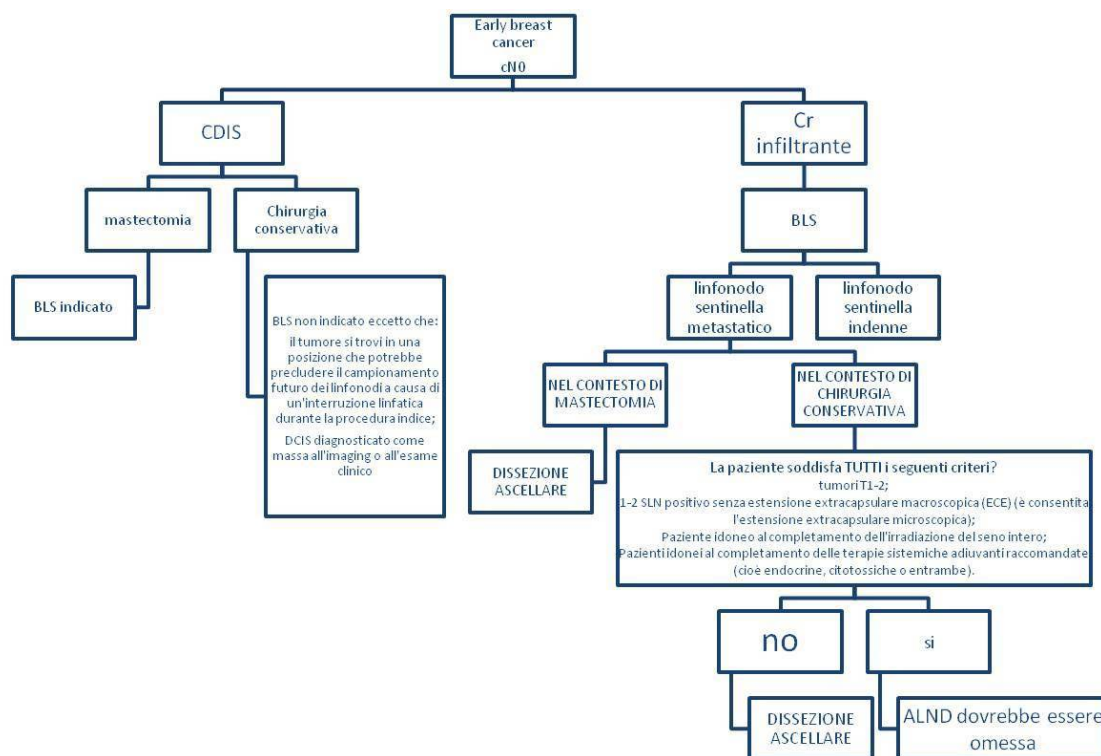 Early breast
cancer
cN0
CDIS
Cr
infiltrante
mastectomia
Chirurgia
conservativa
BLS
BLS indicato
BLS non indicato eccetto che:
il tumore si trovi in una
posizione che potrebbe
precludere il campionamento
futuro dei linfonodi a causa di
un'interruzione linfatica
durante la procedura indice;
DCIS diagnosticato come
massa all'imaging o all'esame
clinico
linfonodo
sentinella
metastatico
linfonodo
sentinella
indenne
NEL CONTESTO DI
MASTECTOMIA
NEL CONTESTO DI
CHIRURGIA
CONSERVATIVA
DISSEZIONE
ASCELLARE
La paziente soddisfa TUTTI i seguenti criteri?
tumori T1-2;
1-2 SLN positivo senza estensione extracapsulare macroscopica (ECE) (è consentita
l'estensione extracapsulare microscopica);
Paziente idoneo al completamento dell'irradiazione del seno intero;
Pazienti idonei al completamento delle terapie sistemiche adiuvanti raccomandate
(cioè endocrine, citotossiche o entrambe).
no
si
DISSEZIONE
ASCELLARE
ALND dovrebbe essere
omessa